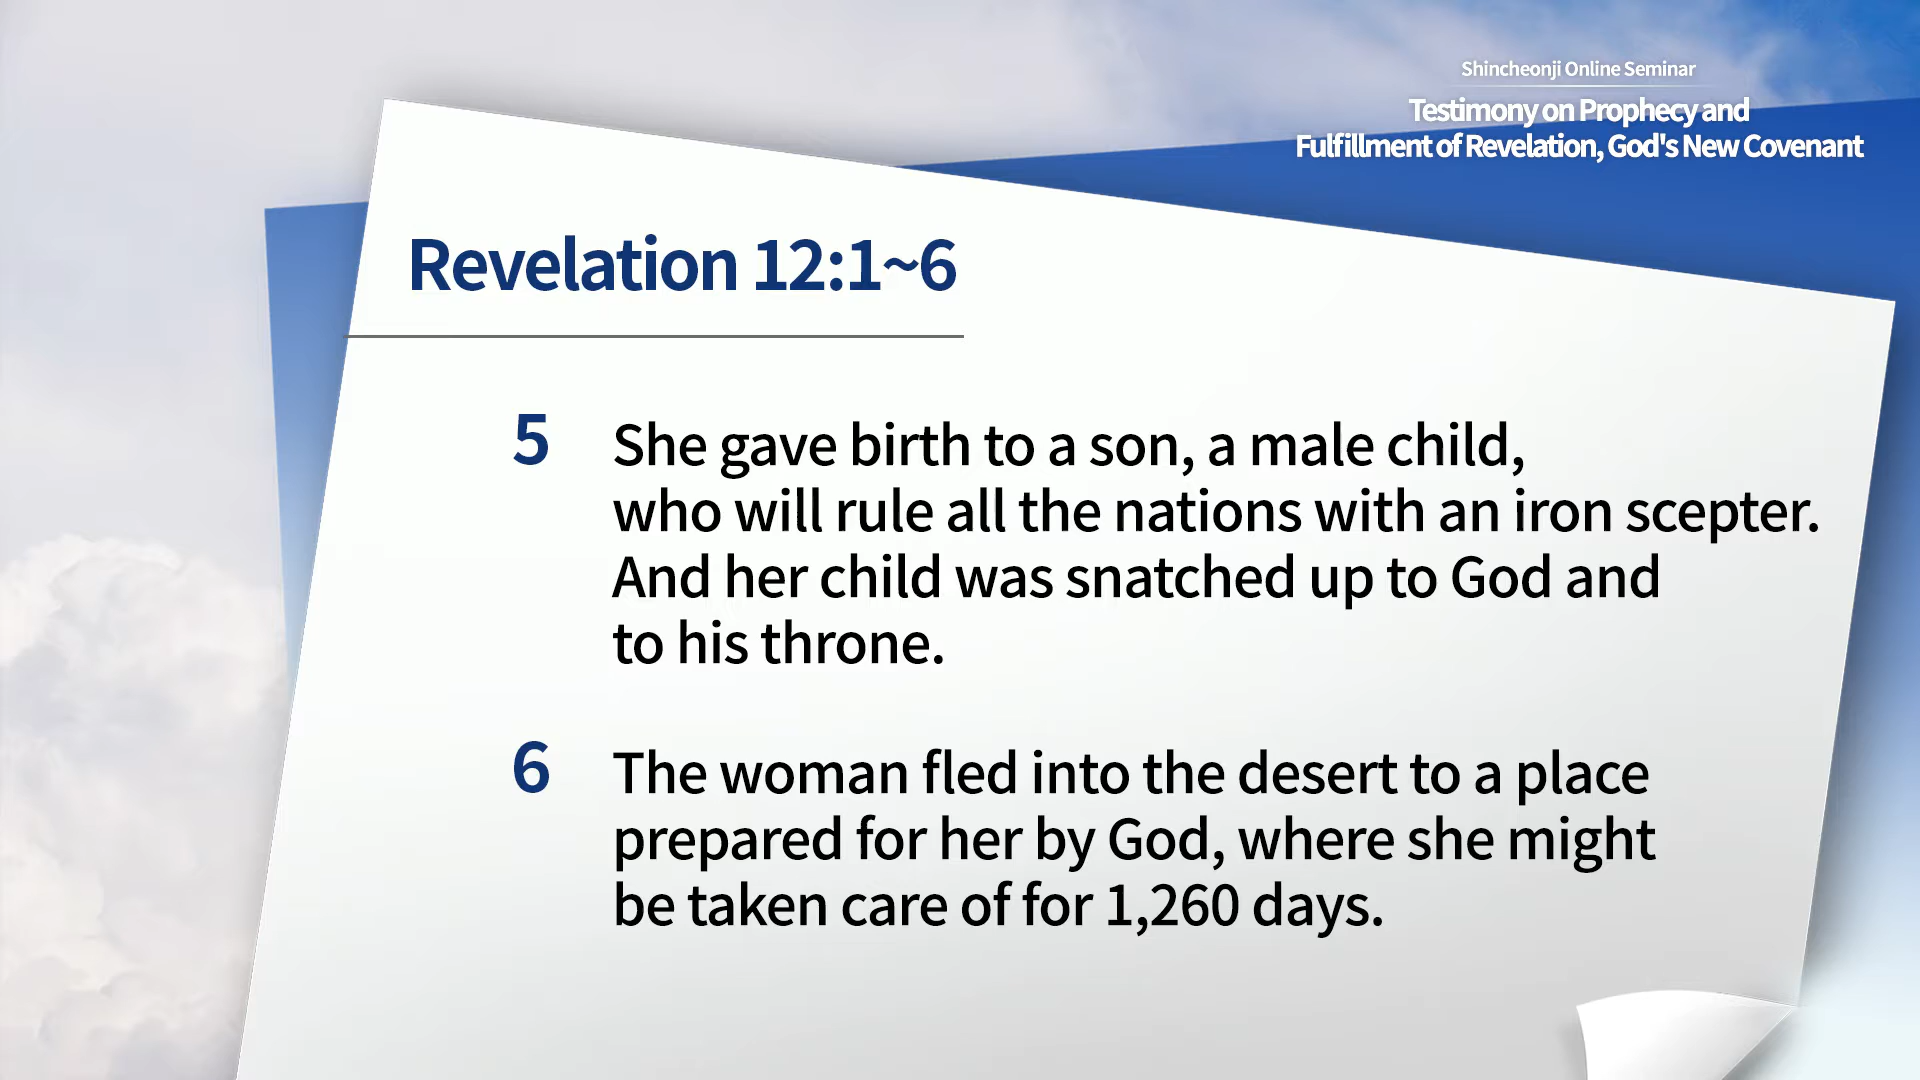 Shincheonji Online Seminar
Testimony on Prophecy and
Fulfillment of Revelation, God's New Covenant
Revelation 12:1~6
5 She gave birth to a son, a male child,
who will rule all the nations with an iron scepter.
And her child was snatched up to God and
to his throne.
6 The woman fled into the desert to a place
prepared for her by God, where she might
be taken care of for 1,260 days.